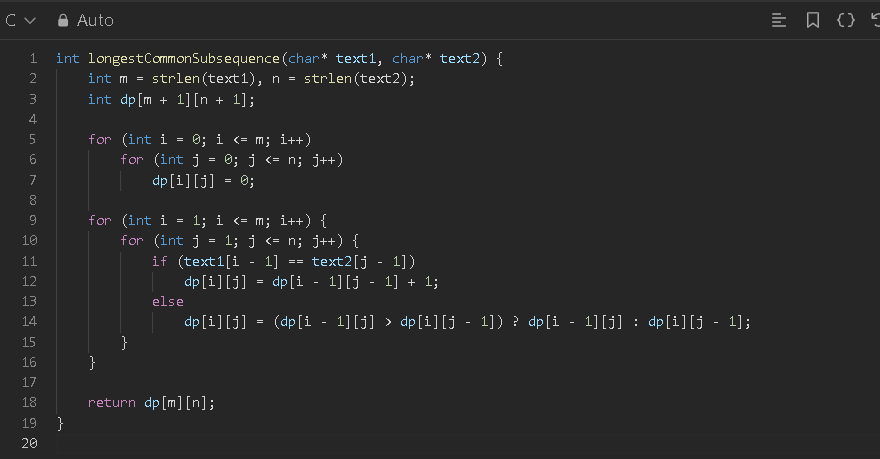 C Auto
1 int longestCommonSubsequence(char* text1, char* text2) {
2     int m = strlen(text1), n = strlen(text2);
3     int dp[m + 1][n + 1];
4
5     for (int i = 0; i <= m; i++)
6         for (int j = 0; j <= n; j++)
7             dp[i][j] = 0;
8
9     for (int i = 1; i <= m; i++) {
10         for (int j = 1; j <= n; j++) {
11             if (text1[i - 1] == text2[j - 1])
12                 dp[i][j] = dp[i - 1][j - 1] + 1;
13             else
14                 dp[i][j] = (dp[i - 1][j] > dp[i][j - 1]) ? dp[i - 1][j] : dp[i][j - 1];
15         }
16     }
17
18     return dp[m][n];
19 }
20